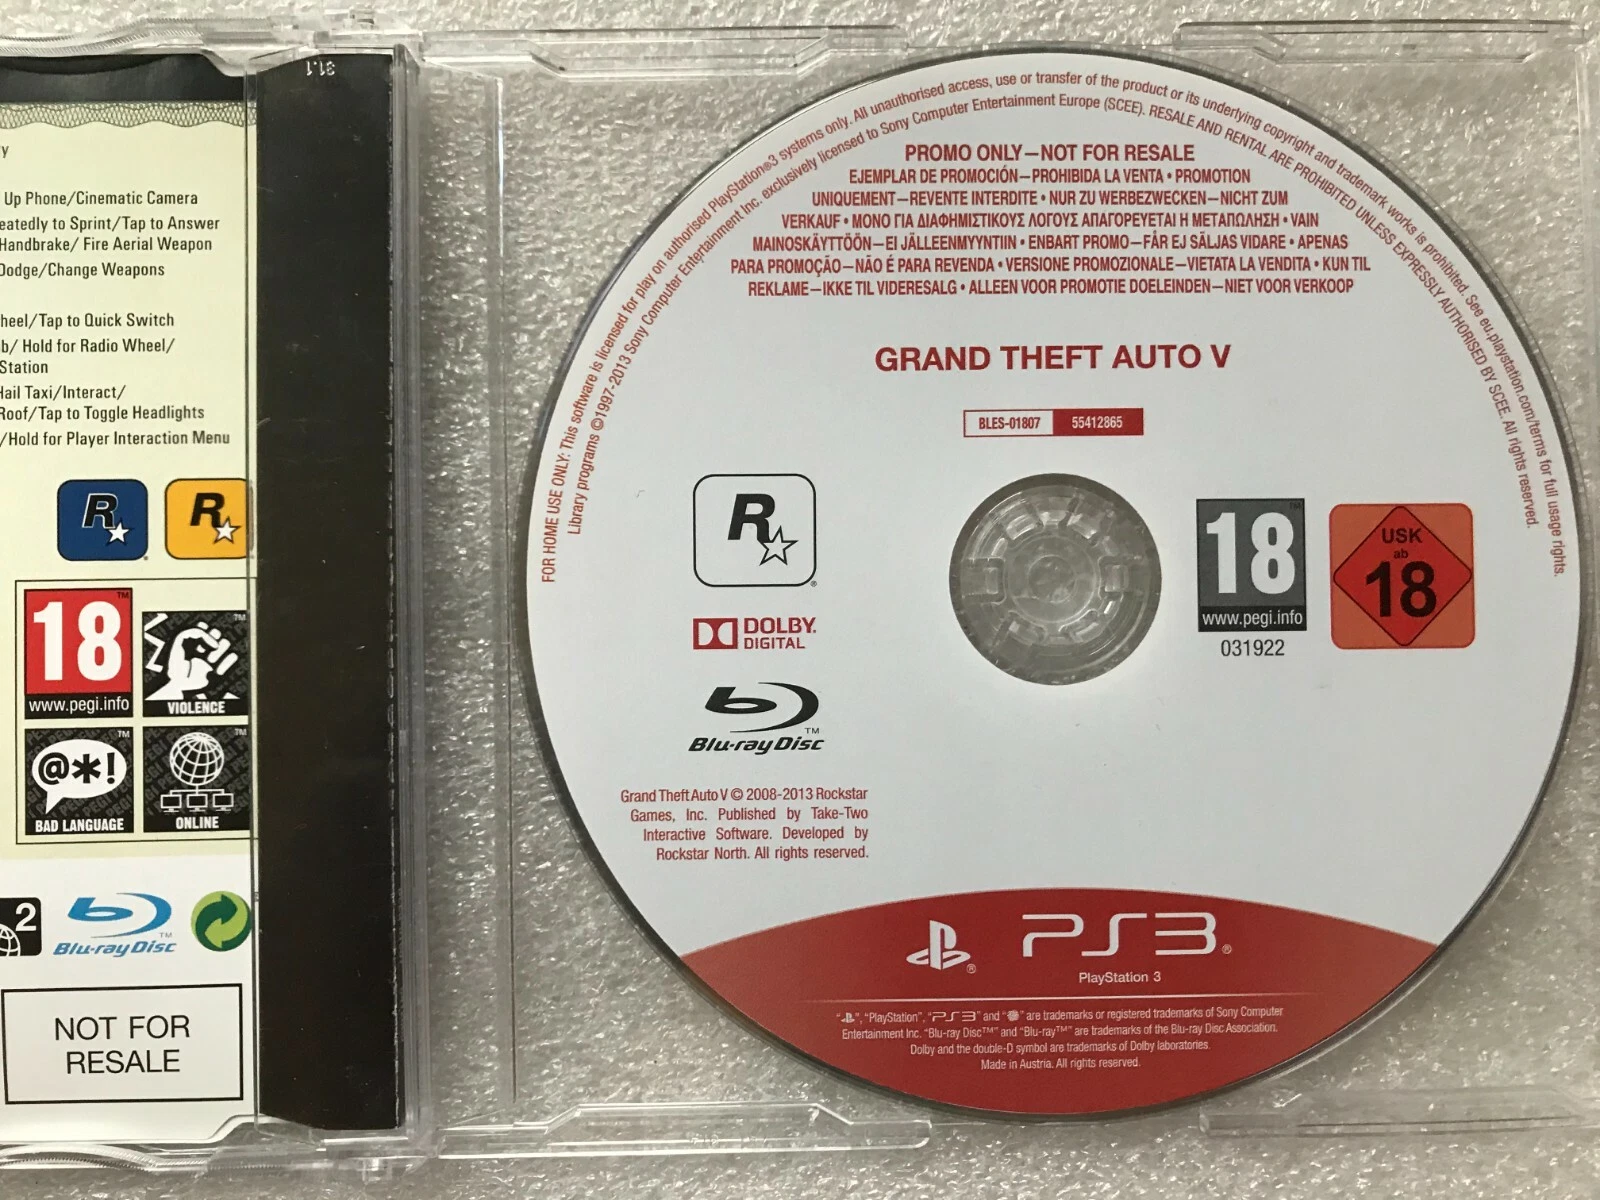 31.1
y
Up Phone/Cinematic Camera
eatedly to Sprint/Tap to Answer
Handbrake/ Fire Aerial Weapon
Dodge/Change Weapons
heel/Tap to Quick Switch
b/ Hold for Radio Wheel/
Station
Hail Taxi/Interact/
Roof/Tap to Toggle Headlights
/Hold for Player Interaction Menu
R R
18
www.pegi.info
VIOLENCE
@*!
BAD LANGUAGE
ONLINE
2
Blu-ray Disc
NOT FOR
RESALE
FOR HOME USE ONLY: This software is licensed for play on authorised PlayStation®3 systems only. All unauthorised access, use or transfer of the product or its underlying copyright and trademark works is prohibited. See eu.playstation.com/terms for full usage rights.
Library programs ©1997-2013 Sony Computer Entertainment Inc. exclusively licensed to Sony Computer Entertainment Europe (SCEE). RESALE AND RENTAL ARE PROHIBITED UNLESS EXPRESSLY AUTHORISED BY SCEE. All rights reserved.
PROMO ONLY—NOT FOR RESALE
EJEMPLAR DE PROMOCIÓN—PROHIBIDA LA VENTA • PROMOTION
UNIQUEMENT—REVENTE INTERDITE • NUR ZU WERBEZWECKEN—NICHT ZUM
VERKAUF • ΜΟΝΟ ΓΙΑ ΔΙΑΦΗΜΙΣΤΙΚΟΥΣ ΛΟΓΟΥΣ ΑΠΑΓΟΡΕΥΕΤΑΙ Η ΜΕΤΑΠΩΛΗΣΗ • VAIN
MAINOSKÄYTTÖÖN—EI JÄLLEENMYYNTIIN • ENBART PROMO—FÅR EJ SÄLJAS VIDARE • APENAS
PARA PROMOÇÃO—NÃO É PARA REVENDA • VERSIONE PROMOZIONALE—VIETATA LA VENDITA • KUN TIL
REKLAME—IKKE TIL VIDERESALG • ALLEEN VOOR PROMOTIE DOELEINDEN—NIET VOOR VERKOOP
GRAND THEFT AUTO V
BLES-01807 55412865
R
DOLBY
DIGITAL
Blu-ray Disc
18
www.pegi.info
031922
USK
ab
18
Grand Theft Auto V © 2008-2013 Rockstar
Games, Inc. Published by Take-Two
Interactive Software. Developed by
Rockstar North. All rights reserved.
PS3®
PlayStation 3
“”, “PlayStation”, “PS3” and “” are trademarks or registered trademarks of Sony Computer
Entertainment Inc. “Blu-ray Disc™” and “Blu-ray™” are trademarks of the Blu-ray Disc Association.
Dolby and the double-D symbol are trademarks of Dolby laboratories.
Made in Austria. All rights reserved.